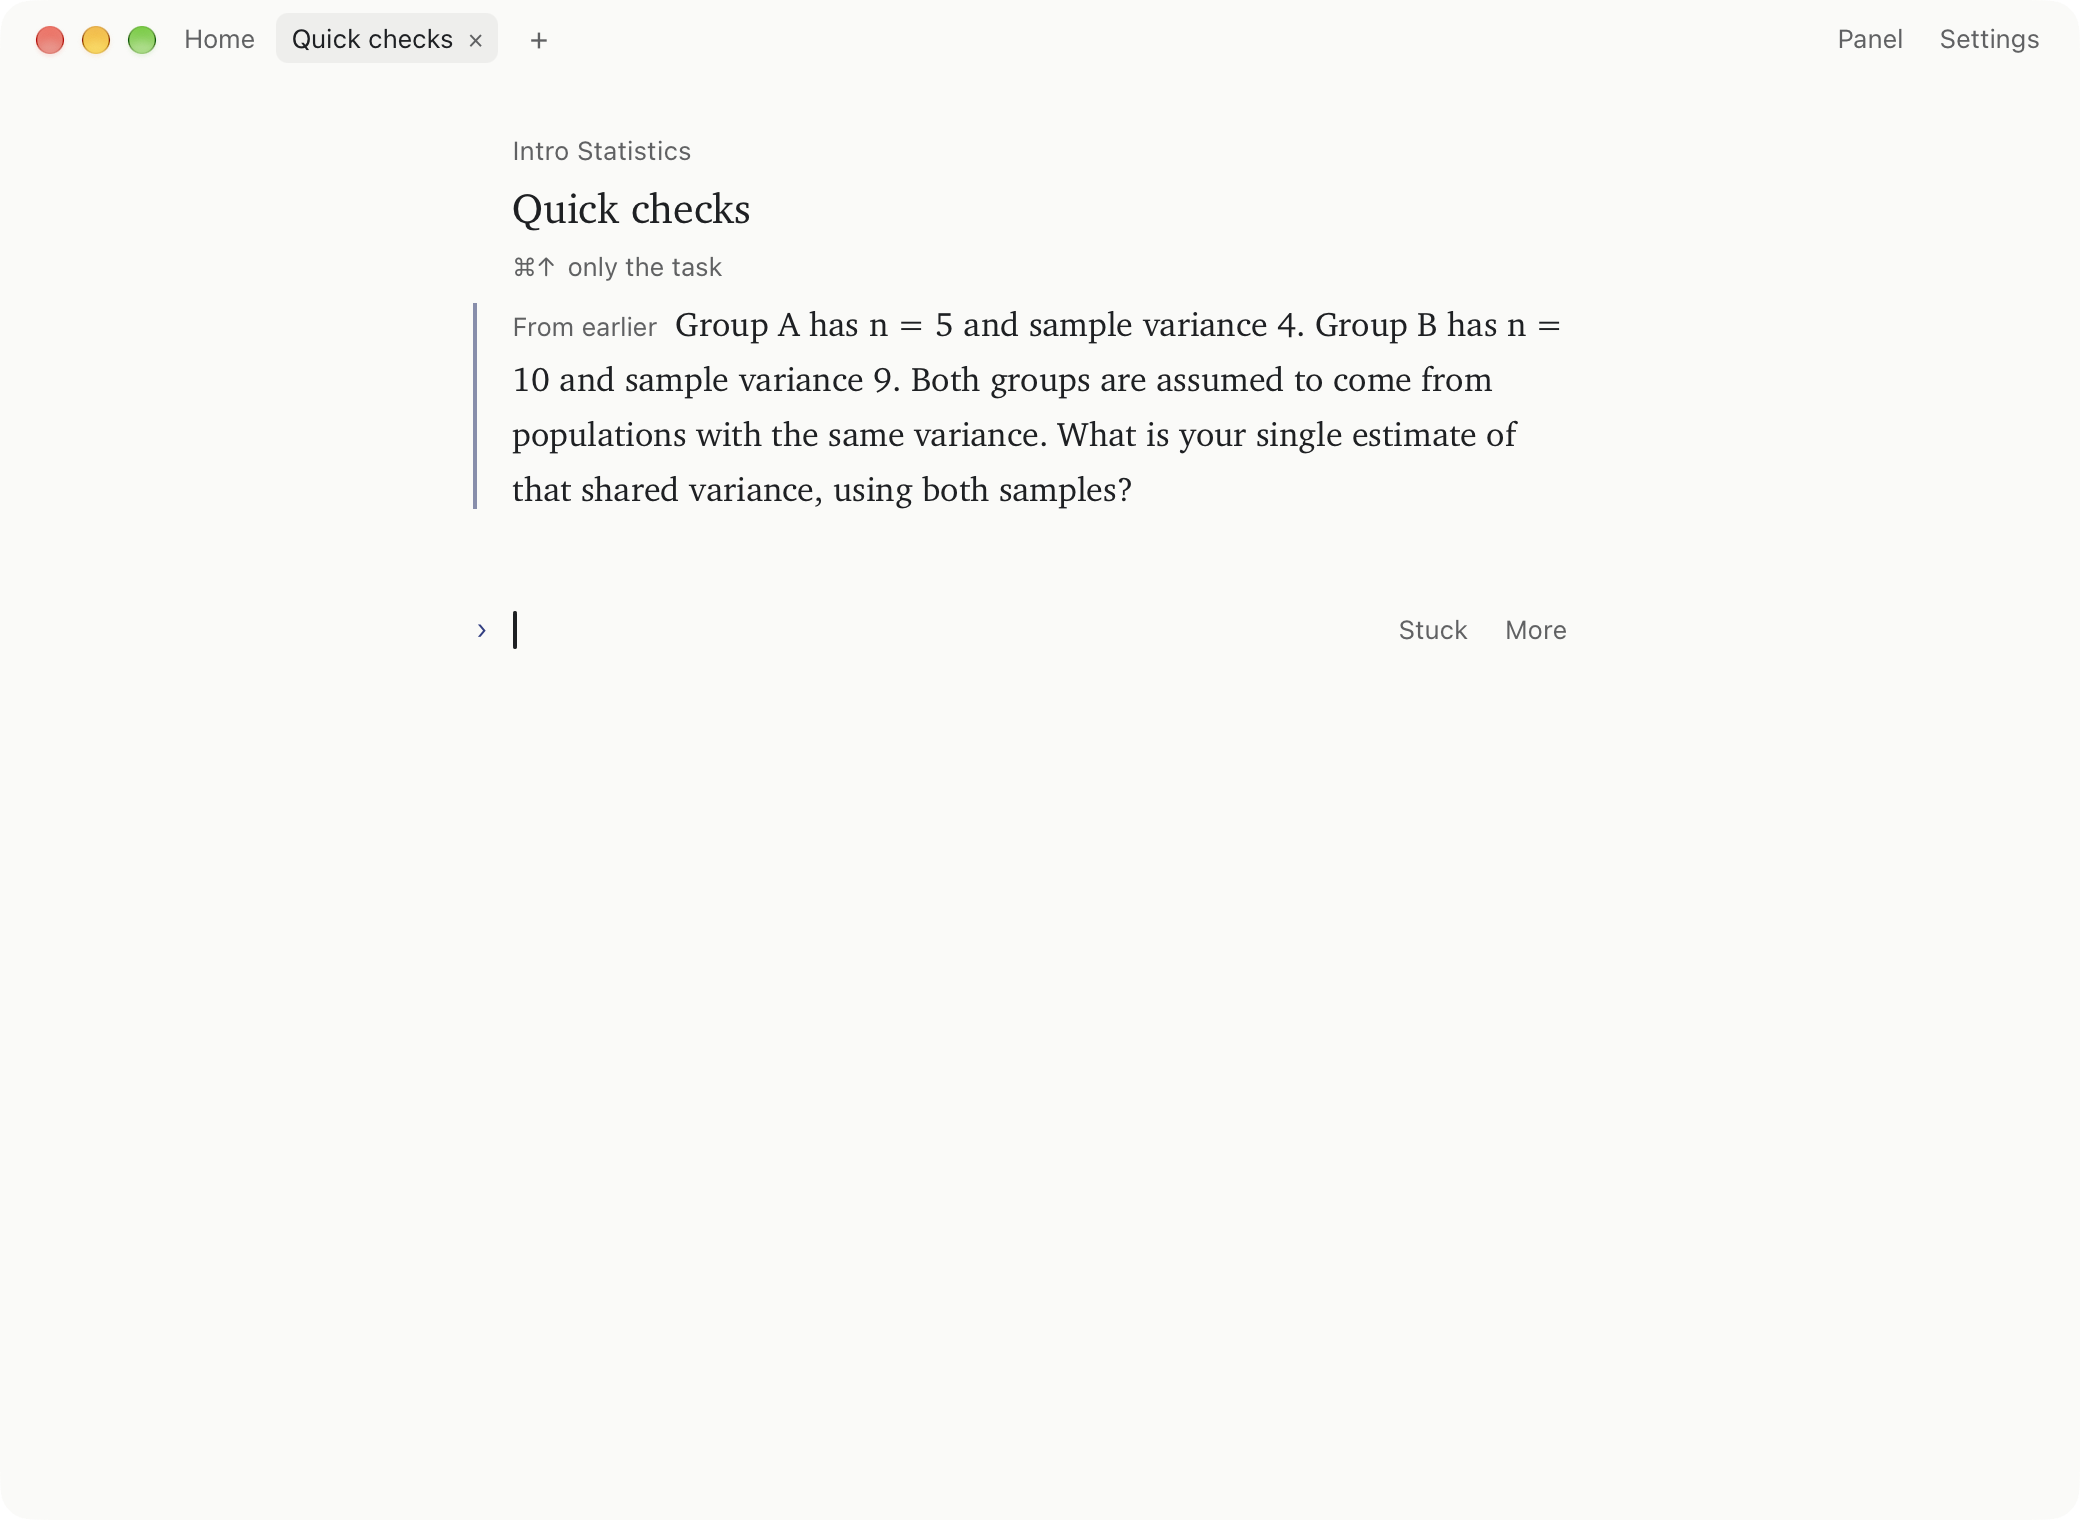 Home Quick checks × + Panel Settings
Intro Statistics
Quick checks
⌘↑ only the task
From earlier Group A has n = 5 and sample variance 4. Group B has n =
10 and sample variance 9. Both groups are assumed to come from
populations with the same variance. What is your single estimate of
that shared variance, using both samples?
› Stuck More